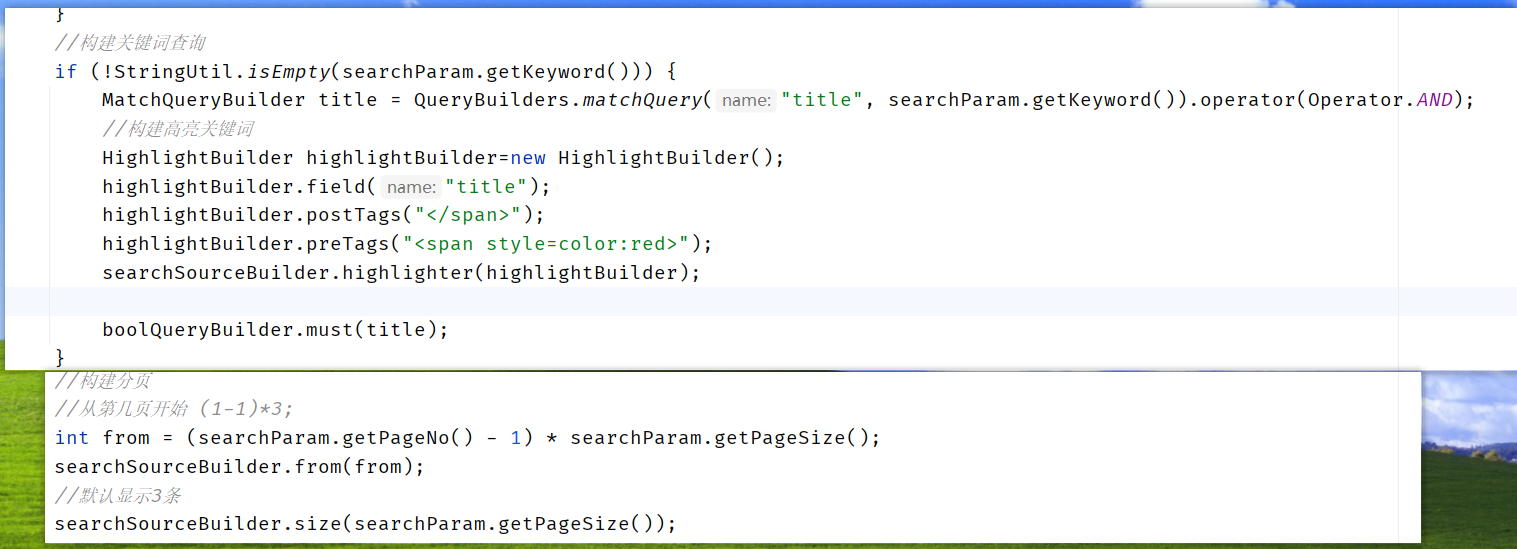 }
//构建关键词查询
if (!StringUtil.isEmpty(searchParam.getKeyword())) {
MatchQueryBuilder title = QueryBuilders.matchQuery( name: "title", searchParam.getKeyword()).operator(Operator.AND);
//构建高亮关键词
HighlightBuilder highlightBuilder=new HighlightBuilder();
highlightBuilder.field( name: "title");
highlightBuilder.postTags("</span>");
highlightBuilder.preTags("<span style=color:red>");
searchSourceBuilder.highlighter(highlightBuilder);
boolQueryBuilder.must(title);
}
//构建分页
//从第几页开始 (1-1)*3;
int from = (searchParam.getPageNo() - 1) * searchParam.getPageSize();
searchSourceBuilder.from(from);
//默认显示3条
searchSourceBuilder.size(searchParam.getPageSize());